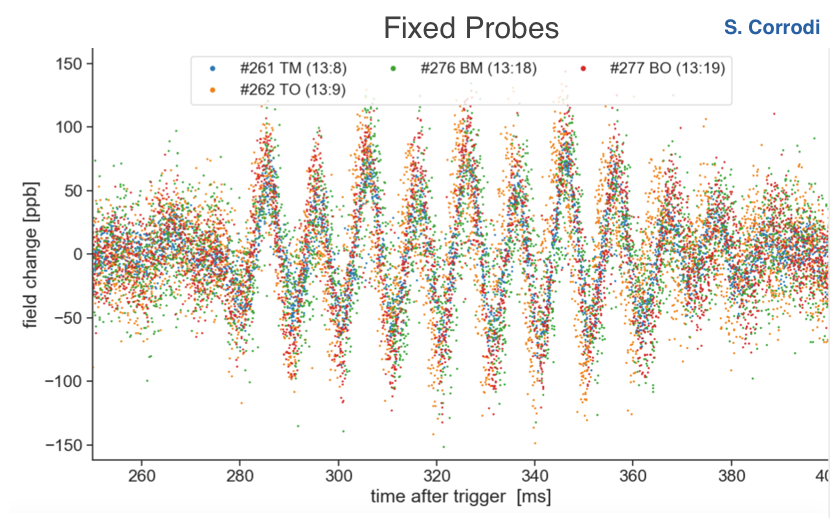 Fixed Probes
S. Corrodi
#261 TM (13:8) #276 BM (13:18) #277 BO (13:19)
#262 TO (13:9)
150
100
50
0
−50
−100
−150
field change [ppb]
260 280 300 320 340 360 380 40
time after trigger [ms]